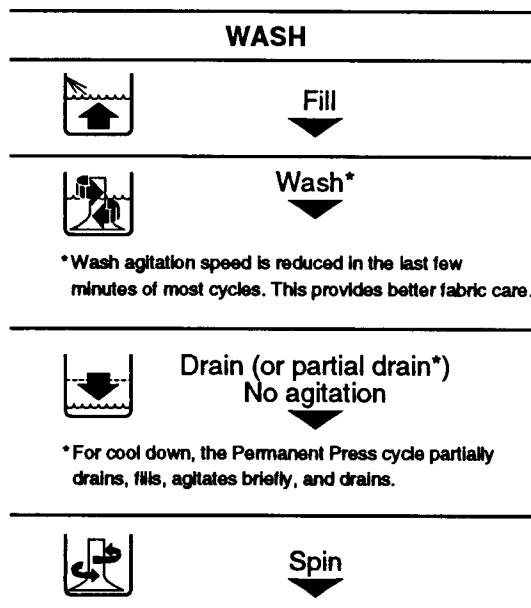 WASH
Fill
Wash*
*Wash agitation speed is reduced in the last few
minutes of most cycles. This provides better fabric care.
Drain (or partial drain*)
No agitation
*For cool down, the Permanent Press cycle partially
drains, fills, agitates briefly, and drains.
Spin